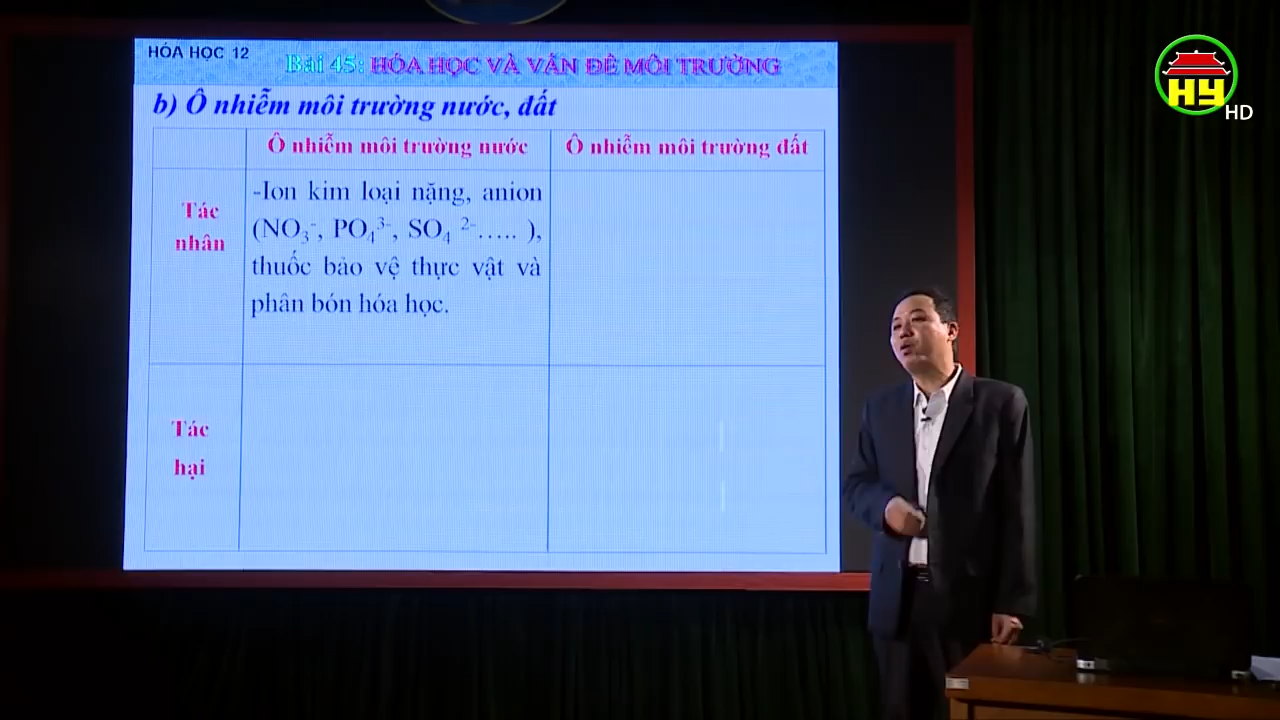 HÓA HỌC 12
Bài 45: HÓA HỌC VÀ VẤN ĐỀ MÔI TRƯỜNG
b) Ô nhiễm môi trường nước, đất
Ô nhiễm môi trường nước
Ô nhiễm môi trường đất
Tác
nhân
-Ion kim loại nặng, anion
(NO₃⁻, PO₄³⁻, SO₄ ²⁻….. ),
thuốc bảo vệ thực vật và
phân bón hóa học.
Tác
hại
HY
HD